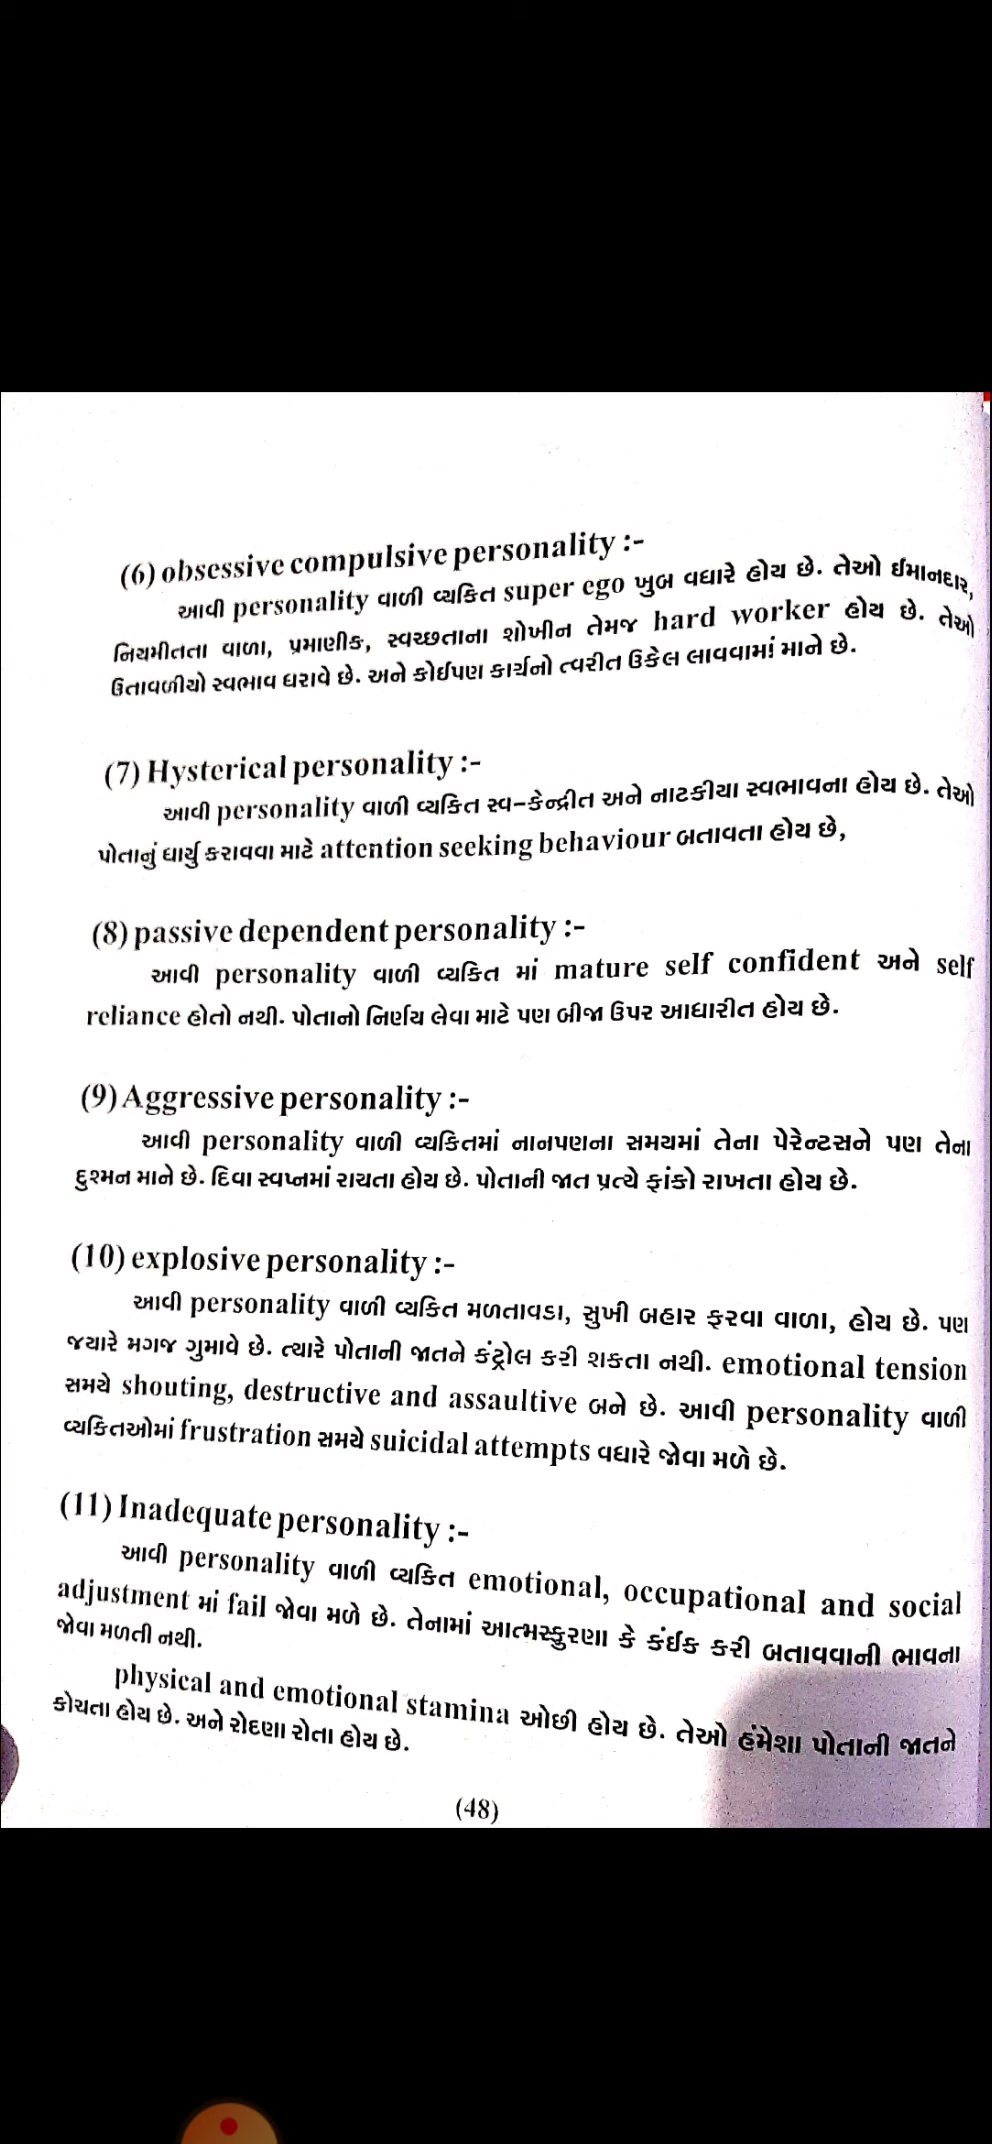 (6) obsessive compulsive personality :-
આવી personality વાળી વ્યકિત super ego ખુબ વધારે હોય છે. તેઓ ઈમાનદાર,
નિયમીતતા વાળા, પ્રમાણીક, સ્વચ્છતાના શોખીન તેમજ hard worker હોય છે. તેઓ
ઉતાવળીયો સ્વભાવ ધરાવે છે. અને કોઈપણ કાર્યનો ત્વરીત ઉકેલ લાવવામાં માને છે.
(7) Hysterical personality :-
આવી personality વાળી વ્યકિત સ્વ-કેન્દ્રીત અને નાટકીયા સ્વભાવના હોય છે. તેઓ
પોતાનું ધાર્યુ કરાવવા માટે attention seeking behaviour બતાવતા હોય છે,
(8) passive dependent personality :-
આવી personality વાળી વ્યકિત માં mature self confident અને self
reliance હોતો નથી. પોતાનો નિર્ણય લેવા માટે પણ બીજા ઉપર આધારીત હોય છે.
(9) Aggressive personality :-
આવી personality વાળી વ્યકિતમાં નાનપણના સમયમાં તેના પેરેન્ટસને પણ તેના
દુશ્મન માને છે. દિવા સ્વપ્નમાં રાચતા હોય છે. પોતાની જાત પ્રત્યે ફાંકો રાખતા હોય છે.
(10) explosive personality :-
આવી personality વાળી વ્યકિત મળતાવડા, સુખી બહાર ફરવા વાળા, હોય છે. પણ
જયારે મગજ ગુમાવે છે. ત્યારે પોતાની જાતને કંટ્રોલ કરી શકતા નથી. emotional tension
સમયે shouting, destructive and assaultive બને છે. આવી personality વાળી
વ્યકિતઓમાં frustration સમયે suicidal attempts વધારે જોવા મળે છે.
(11) Inadequate personality :-
આવી personality વાળી વ્યકિત emotional, occupational and social
adjustment માં fail જોવા મળે છે. તેનામાં આત્મસ્ફુરણા કે કંઈક કરી બતાવવાની ભાવના
જોવા મળતી નથી.
physical and emotional stamina ઓછી હોય છે. તેઓ હંમેશા પોતાની જાતને
કોચતા હોય છે. અને રોદણા રોતા હોય છે.
(48)